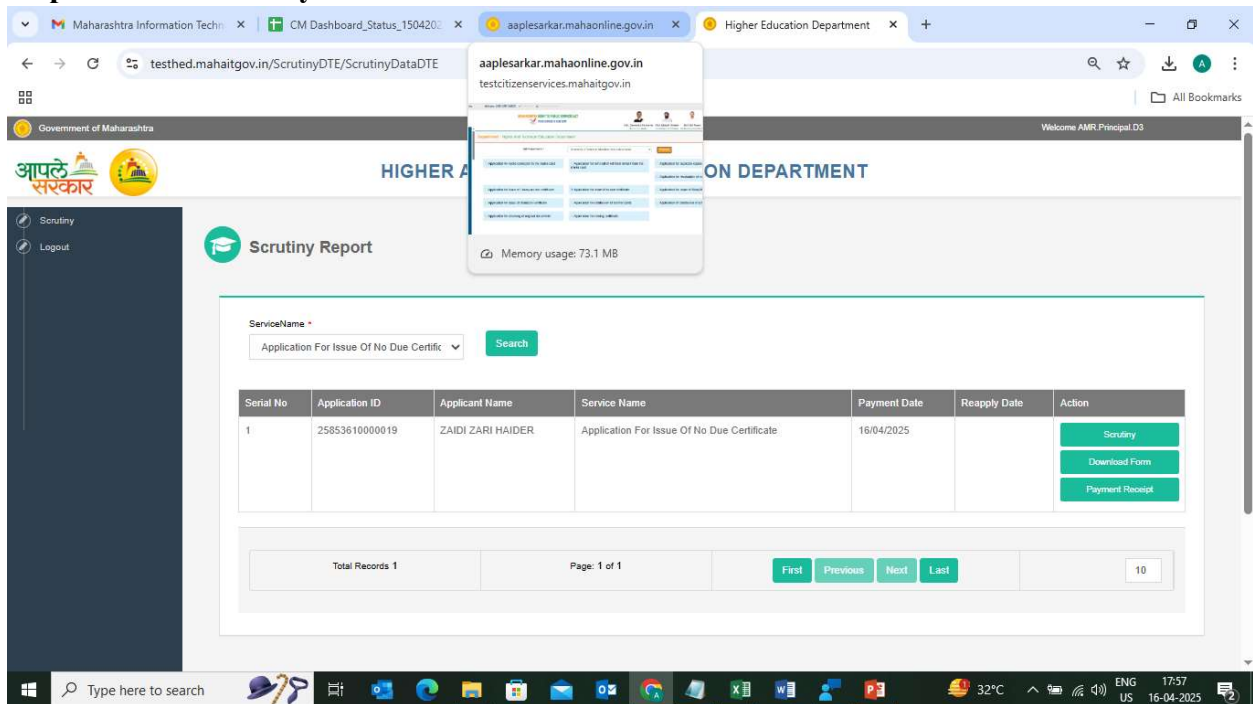 Maharashtra Information Techn
CM Dashboard_Status_150420
aaplesarkar.mahaonline.gov.in
Higher Education Department
testhed.mahaitgov.in/ScrutinyDTE/ScrutinyDataDTE
aaplesarkar.mahaonline.gov.in
testcitizenservices.mahaitgov.in
A
All Bookmarks
Government of Maharashtra
Welcome AMR.Principal.D3
आपले
सरकार
HIGHER A
ON DEPARTMENT
Memory usage: 73.1 MB
Scrutiny
Logout
Scrutiny Report
ServiceName *
Application For Issue Of No Due Certific
Search
Serial No Application ID Applicant Name Service Name Payment Date Reapply Date Action
1 25853610000019 ZAIDI ZARI HAIDER Application For Issue Of No Due Certificate 16/04/2025
Scrutiny
Download Form
Payment Receipt
Total Records 1 Page: 1 of 1 First Previous Next Last 10
Type here to search
32°C
ENG
US
17:57
16-04-2025
2